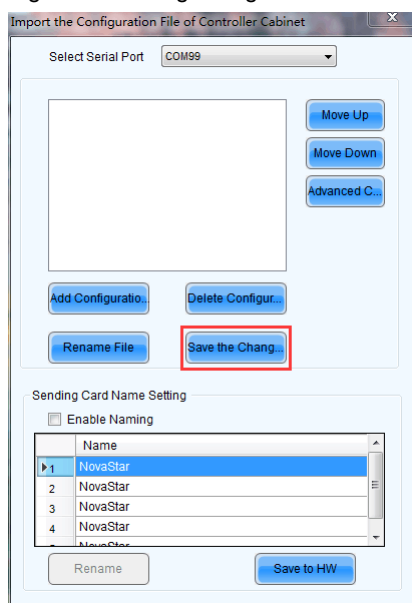 Import the Configuration File of Controller Cabinet
x
Select Serial Port COM99
Move Up
Move Down
Advanced C...
Add Configuratio... Delete Configur...
Rename File Save the Chang...
Sending Card Name Setting
Enable Naming
Name
1 NovaStar
2 NovaStar
3 NovaStar
4 NovaStar
NovaStar
Rename Save to HW